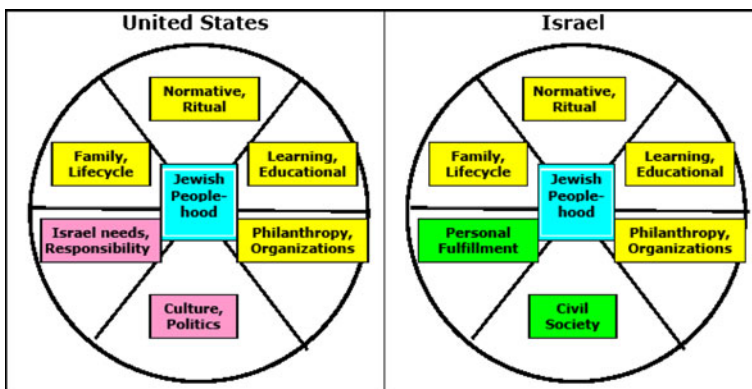 United States
Normative,
Ritual
Family,
Lifecycle
Learning,
Educational
Jewish
People-
hood
Israel needs,
Responsibility
Philanthropy,
Organizations
Culture,
Politics
Israel
Normative,
Ritual
Family,
Lifecycle
Learning,
Educational
Jewish
People-
hood
Personal
Fulfillment
Philanthropy,
Organizations
Civil
Society